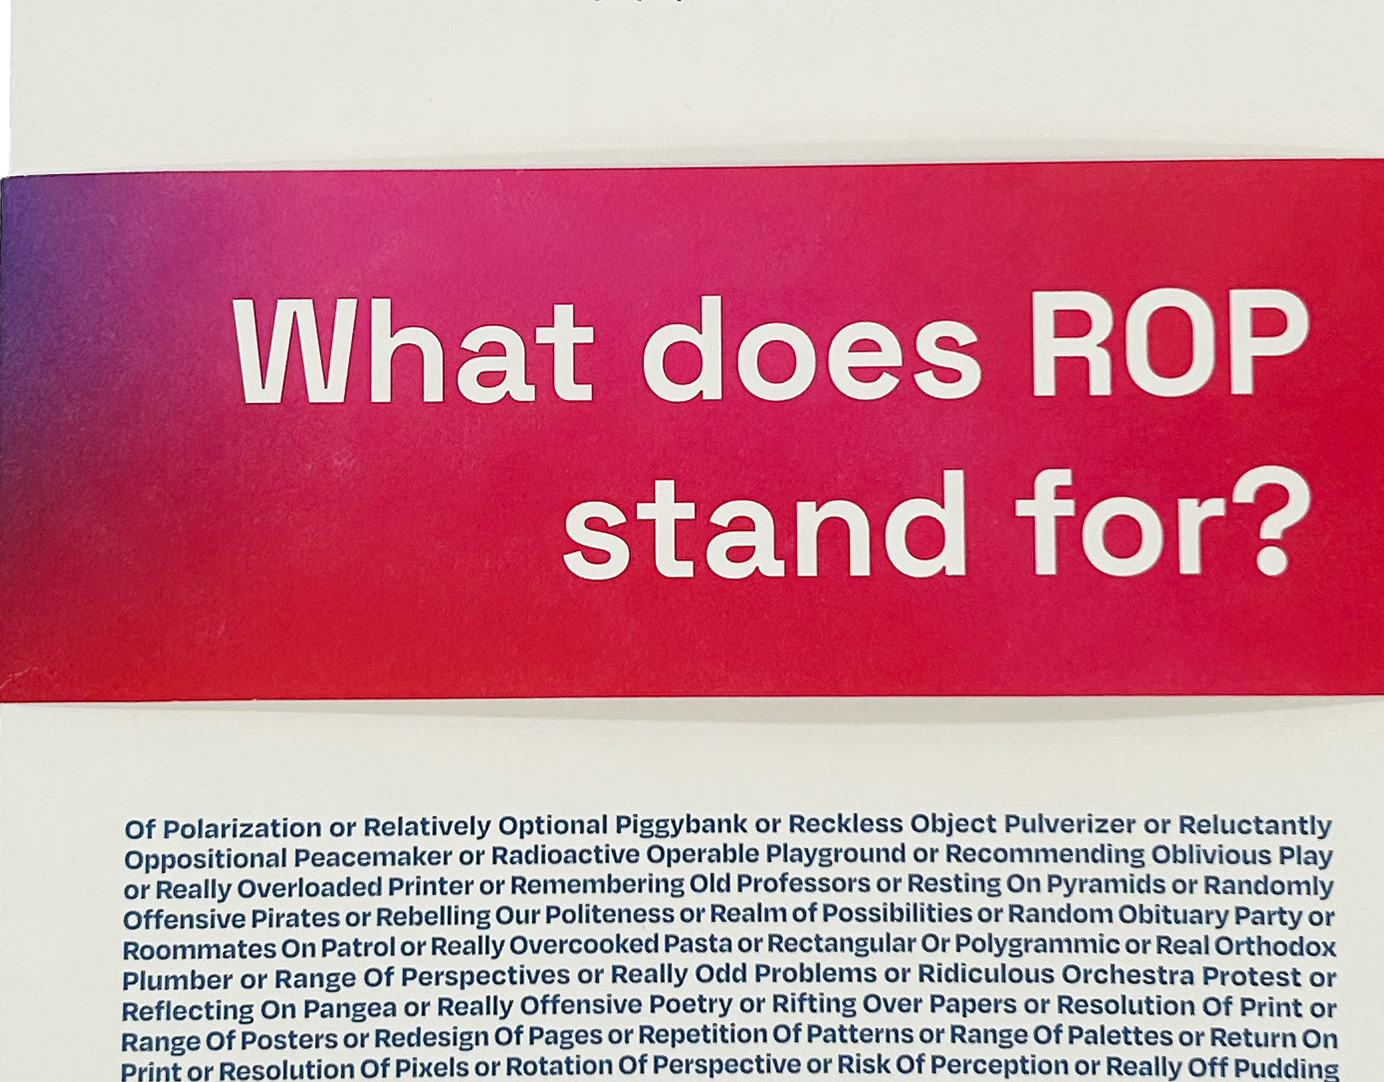 What does ROP
stand for?
Of Polarization or Relatively Optional Piggybank or Reckless Object Pulverizer or Reluctantly
Oppositional Peacemaker or Radioactive Operable Playground or Recommending Oblivious Play
or Really Overloaded Printer or Remembering Old Professors or Resting On Pyramids or Randomly
Offensive Pirates or Rebelling Our Politeness or Realm of Possibilities or Random Obituary Party or
Roommates On Patrol or Really Overcooked Pasta or Rectangular Or Polygrammic or Real Orthodox
Plumber or Range Of Perspectives or Really Odd Problems or Ridiculous Orchestra Protest or
Reflecting On Pangea or Really Offensive Poetry or Rifting Over Papers or Resolution Of Print or
Range Of Posters or Redesign Of Pages or Repetition Of Patterns or Range Of Palettes or Return On
Print or Resolution Of Pixels or Rotation Of Perspective or Risk Of Perception or Really Off Pudding